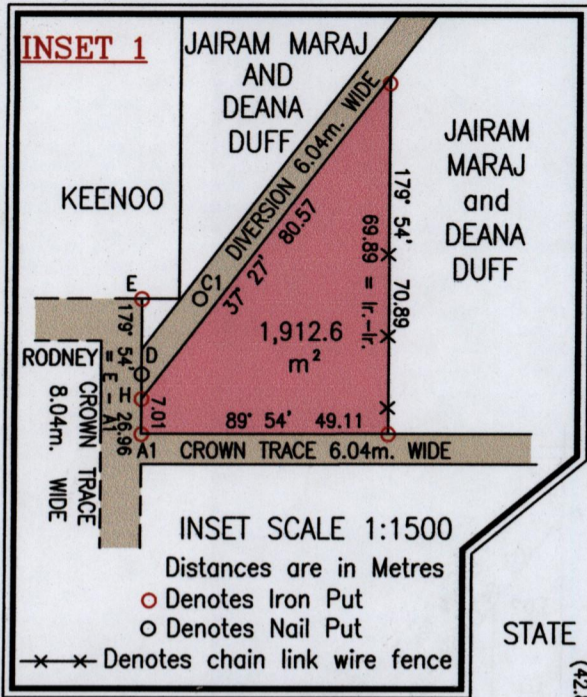 INSET 1
JAIRAM MARAJ
AND
DEANA
DUFF
DIVERSION 6.04m. WIDE
JAIRAM
MARAJ
and
DEANA
DUFF
KEENOO
179° 54' 70.89
69.89 = Ir.-Ir.
37° 27' 80.57
C1
E
1,912.6
m²
179° 54' 26.96
= E - A1
D
H
7.01
RODNEY
CROWN TRACE
8.04m. WIDE
89° 54' 49.11
A1 CROWN TRACE 6.04m. WIDE
INSET SCALE 1:1500
Distances are in Metres
Denotes Iron Put
Denotes Nail Put
Denotes chain link wire fence
STATE